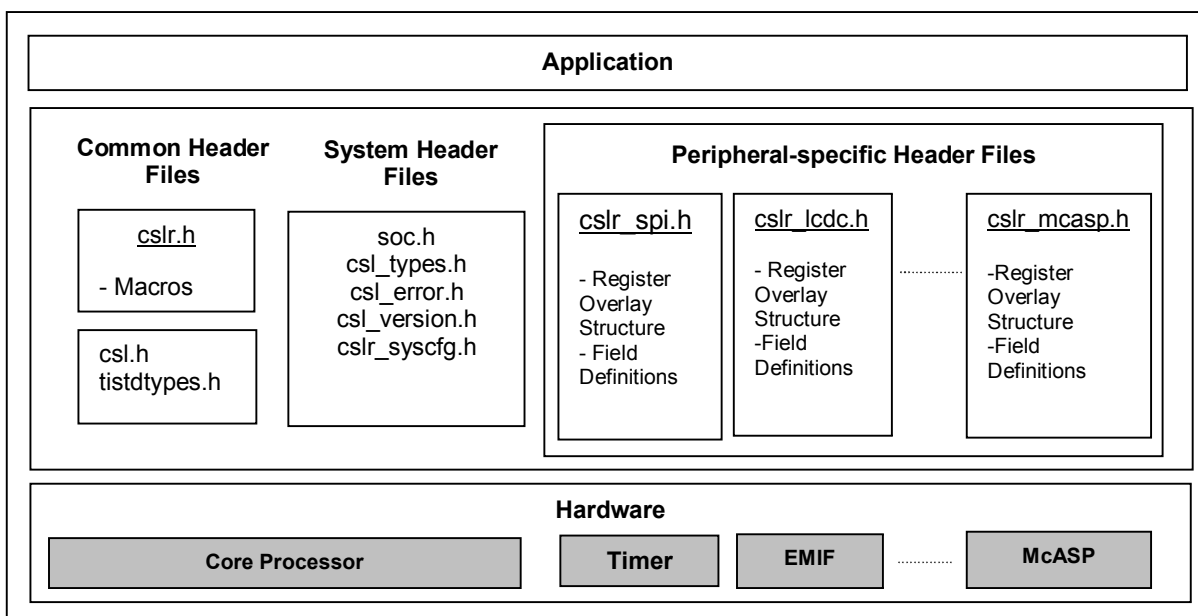 Application
Common Header
Files
cslr.h
- Macros
csl.h
tistdtypes.h
System Header
Files
soc.h
csl_types.h
csl_error.h
csl_version.h
cslr_syscfg.h
Peripheral-specific Header Files
cslr_spi.h
- Register
Overlay
Structure
- Field
Definitions
cslr_lcdc.h
- Register
Overlay
Structure
-Field
Definitions
cslr_mcasp.h
-Register
Overlay
Structure
-Field
Definitions
Hardware
Core Processor
Timer
EMIF
McASP